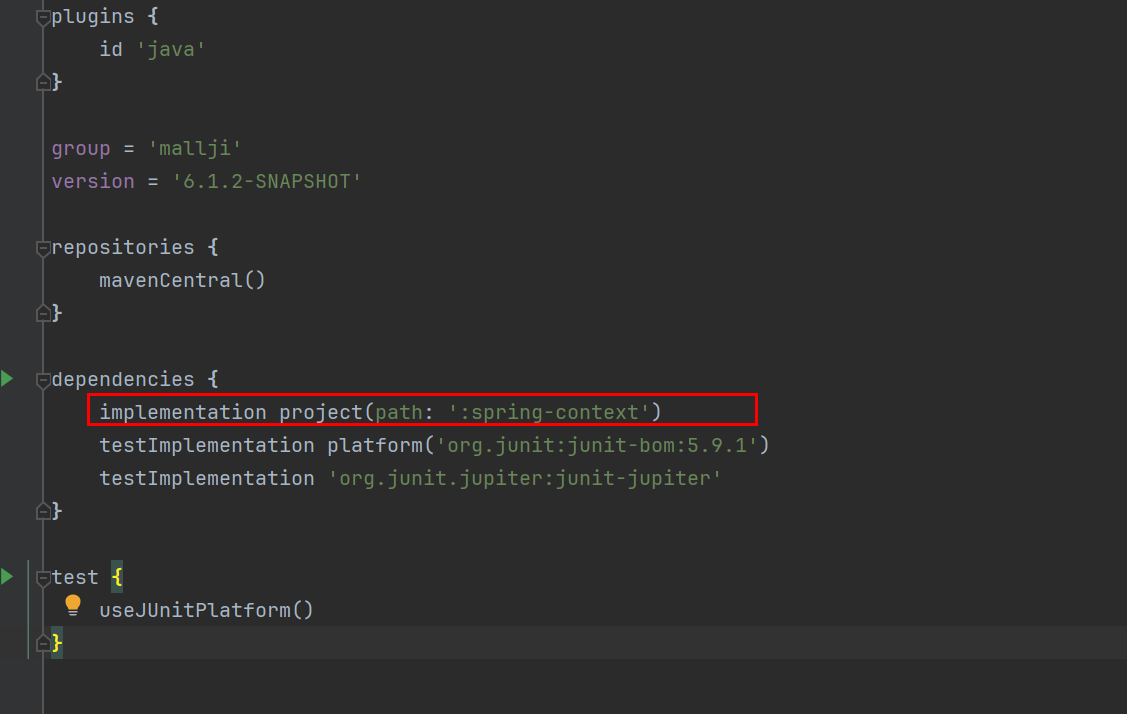 plugins {
    id 'java'
}
group = 'mallji'
version = '6.1.2-SNAPSHOT'
repositories {
    mavenCentral()
}
dependencies {
    implementation project(path: ':spring-context')
    testImplementation platform('org.junit:junit-bom:5.9.1')
    testImplementation 'org.junit.jupiter:junit-jupiter'
}
test {
    useJUnitPlatform()
}